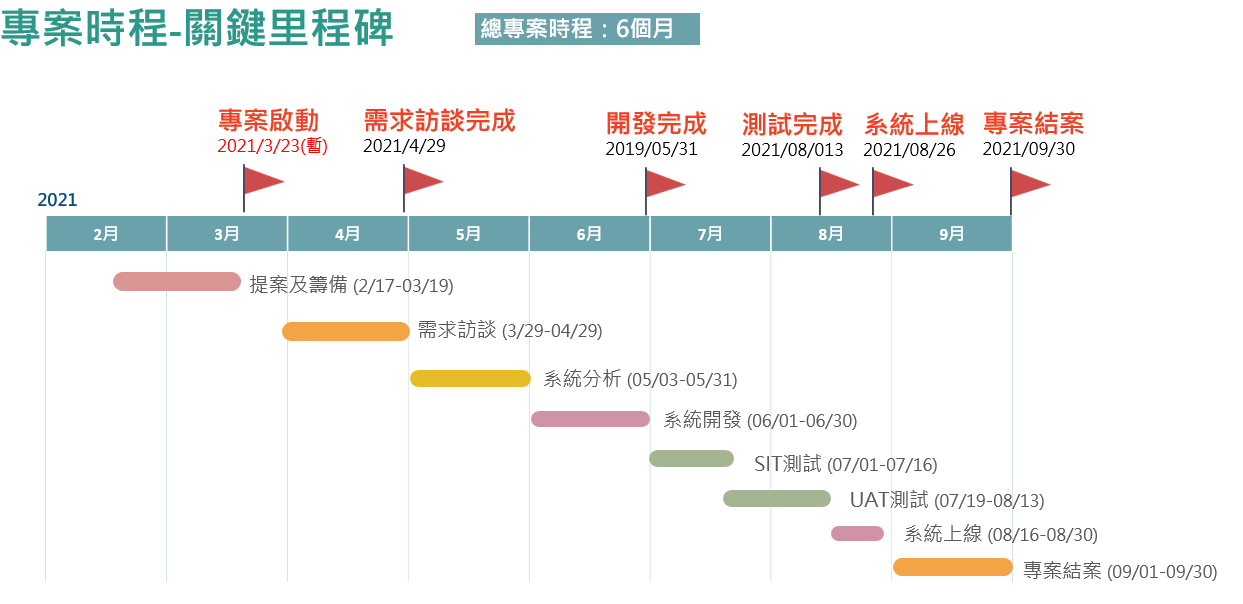 專案時程-關鍵里程碑
總專案時程：6個月
專案啟動
2021/3/23(暫)
需求訪談完成
2021/4/29
開發完成
2019/05/31
測試完成
2021/08/013
系統上線
2021/08/26
專案結案
2021/09/30
2021
2月 3月 4月 5月 6月 7月 8月 9月
提案及籌備 (2/17-03/19)
需求訪談 (3/29-04/29)
系統分析 (05/03-05/31)
系統開發 (06/01-06/30)
SIT測試 (07/01-07/16)
UAT測試 (07/19-08/13)
系統上線 (08/16-08/30)
專案結案 (09/01-09/30)